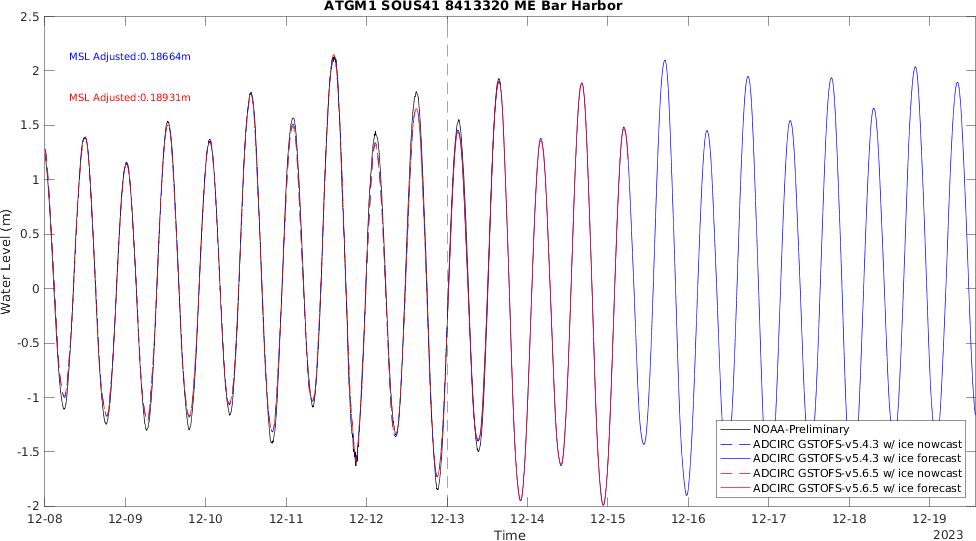 ATGM1 SOUS41 8413320 ME Bar Harbor
2.5
2
1.5
1
0.5
0
-0.5
-1
-1.5
-2
Water Level (m)
MSL Adjusted:0.18664m
MSL Adjusted:0.18931m
NOAA-Preliminary
ADCIRC GSTOFS-v5.4.3 w/ ice nowcast
ADCIRC GSTOFS-v5.4.3 w/ ice forecast
ADCIRC GSTOFS-v5.6.5 w/ ice nowcast
ADCIRC GSTOFS-v5.6.5 w/ ice forecast
12-08 12-09 12-10 12-11 12-12 12-13 12-14 12-15 12-16 12-17 12-18 12-19
Time
2023